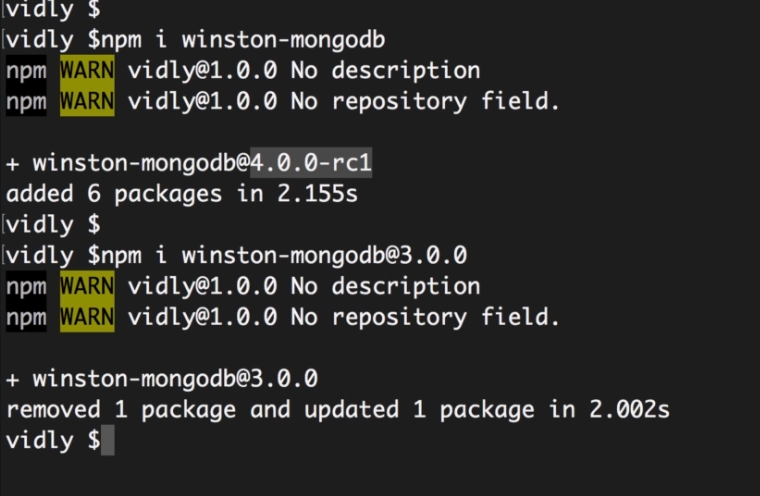 vidly $
vidly $npm i winston-mongodb
npm WARN vidly@1.0.0 No description
npm WARN vidly@1.0.0 No repository field.
+ winston-mongodb@4.0.0-rc1
added 6 packages in 2.155s
vidly $
vidly $npm i winston-mongodb@3.0.0
npm WARN vidly@1.0.0 No description
npm WARN vidly@1.0.0 No repository field.
+ winston-mongodb@3.0.0
removed 1 package and updated 1 package in 2.002s
vidly $